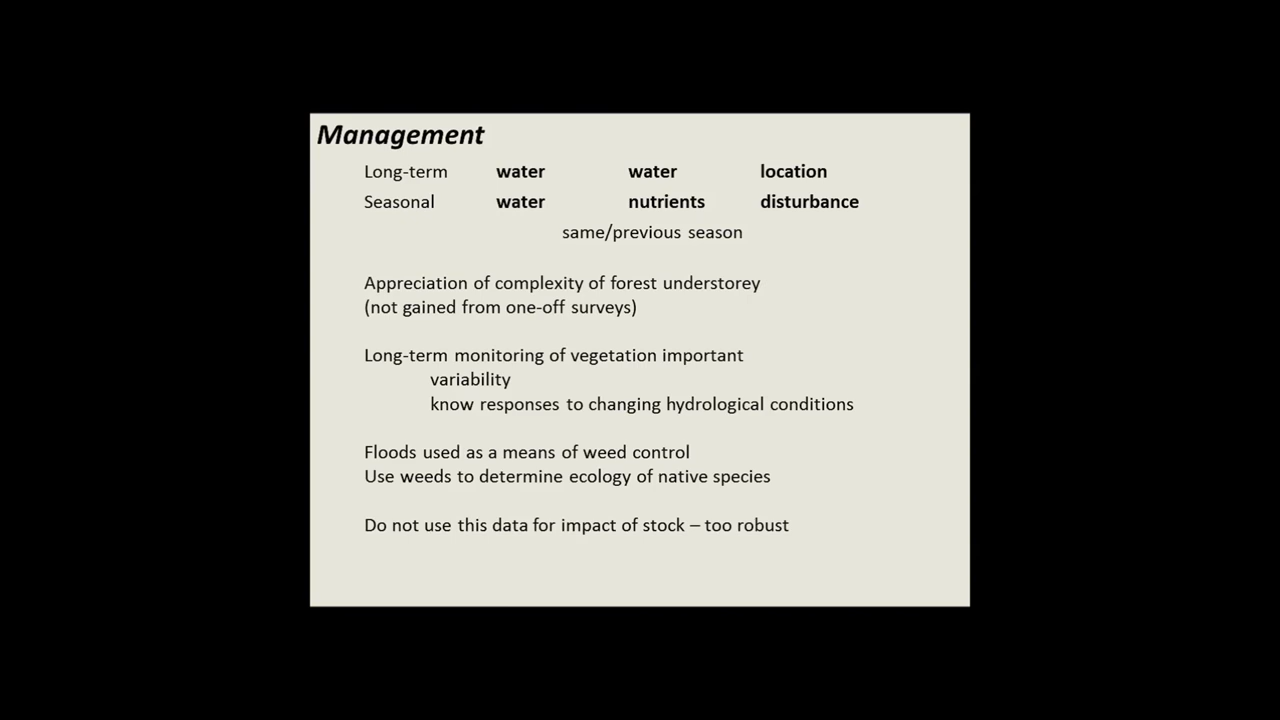 Management
Long-term water water location
Seasonal water nutrients disturbance
same/previous season
Appreciation of complexity of forest understorey
(not gained from one-off surveys)
Long-term monitoring of vegetation important
variability
know responses to changing hydrological conditions
Floods used as a means of weed control
Use weeds to determine ecology of native species
Do not use this data for impact of stock – too robust